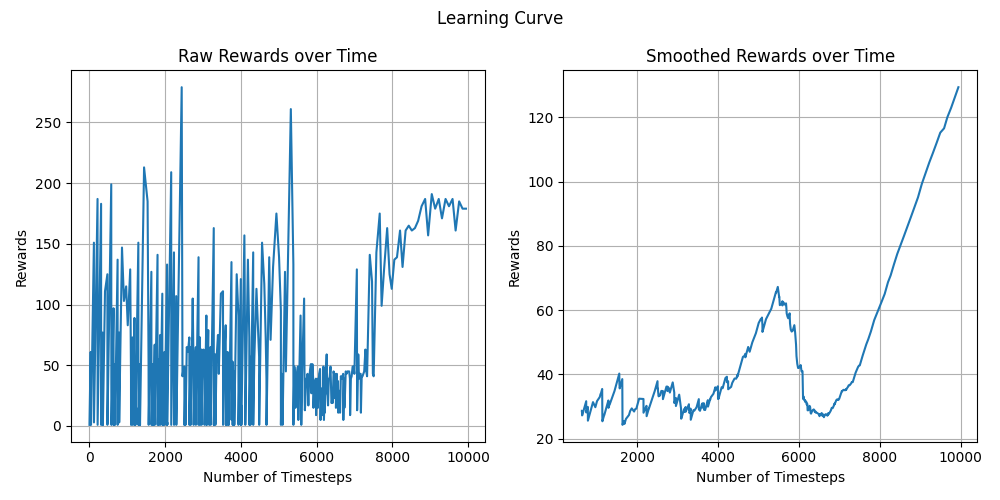 Learning Curve
Raw Rewards over Time
Rewards
250
200
150
100
50
0
0 2000 4000 6000 8000 10000
Number of Timesteps
Smoothed Rewards over Time
Rewards
120
100
80
60
40
20
2000 4000 6000 8000 10000
Number of Timesteps